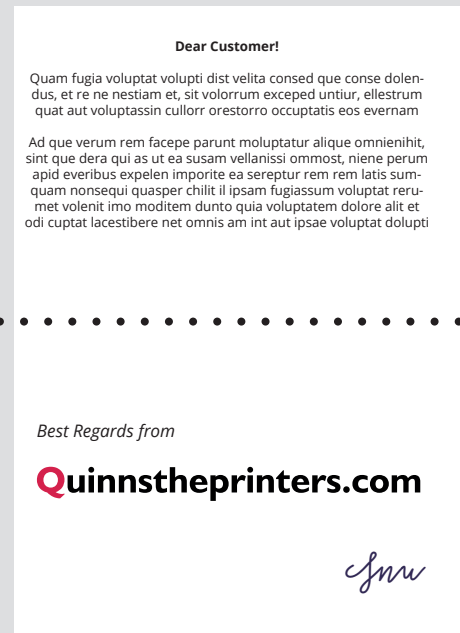 Dear Customer!
Quam fugia voluptat volupti dist velita consed que conse dolen-
dus, et re ne nestiam et, sit volorrum exceped untiur, ellestrum
quat aut voluptassin cullorr orestorro occuptatis eos evernam
Ad que verum rem facepe parunt moluptatur alique omnienihit,
sint que dera qui as ut ea susam vellanissi ommost, niene perum
apid everibus expelen imporite ea sereptur rem rem latis sum-
quam nonsequi quasper chilit il ipsam fugiassum voluptat reru-
met volenit imo moditem dunto quia voluptatem dolore alit et
odi cuptat lacestibere net omnis am int aut ipsae voluptat dolupti
Best Regards from
Quinnstheprinters.com